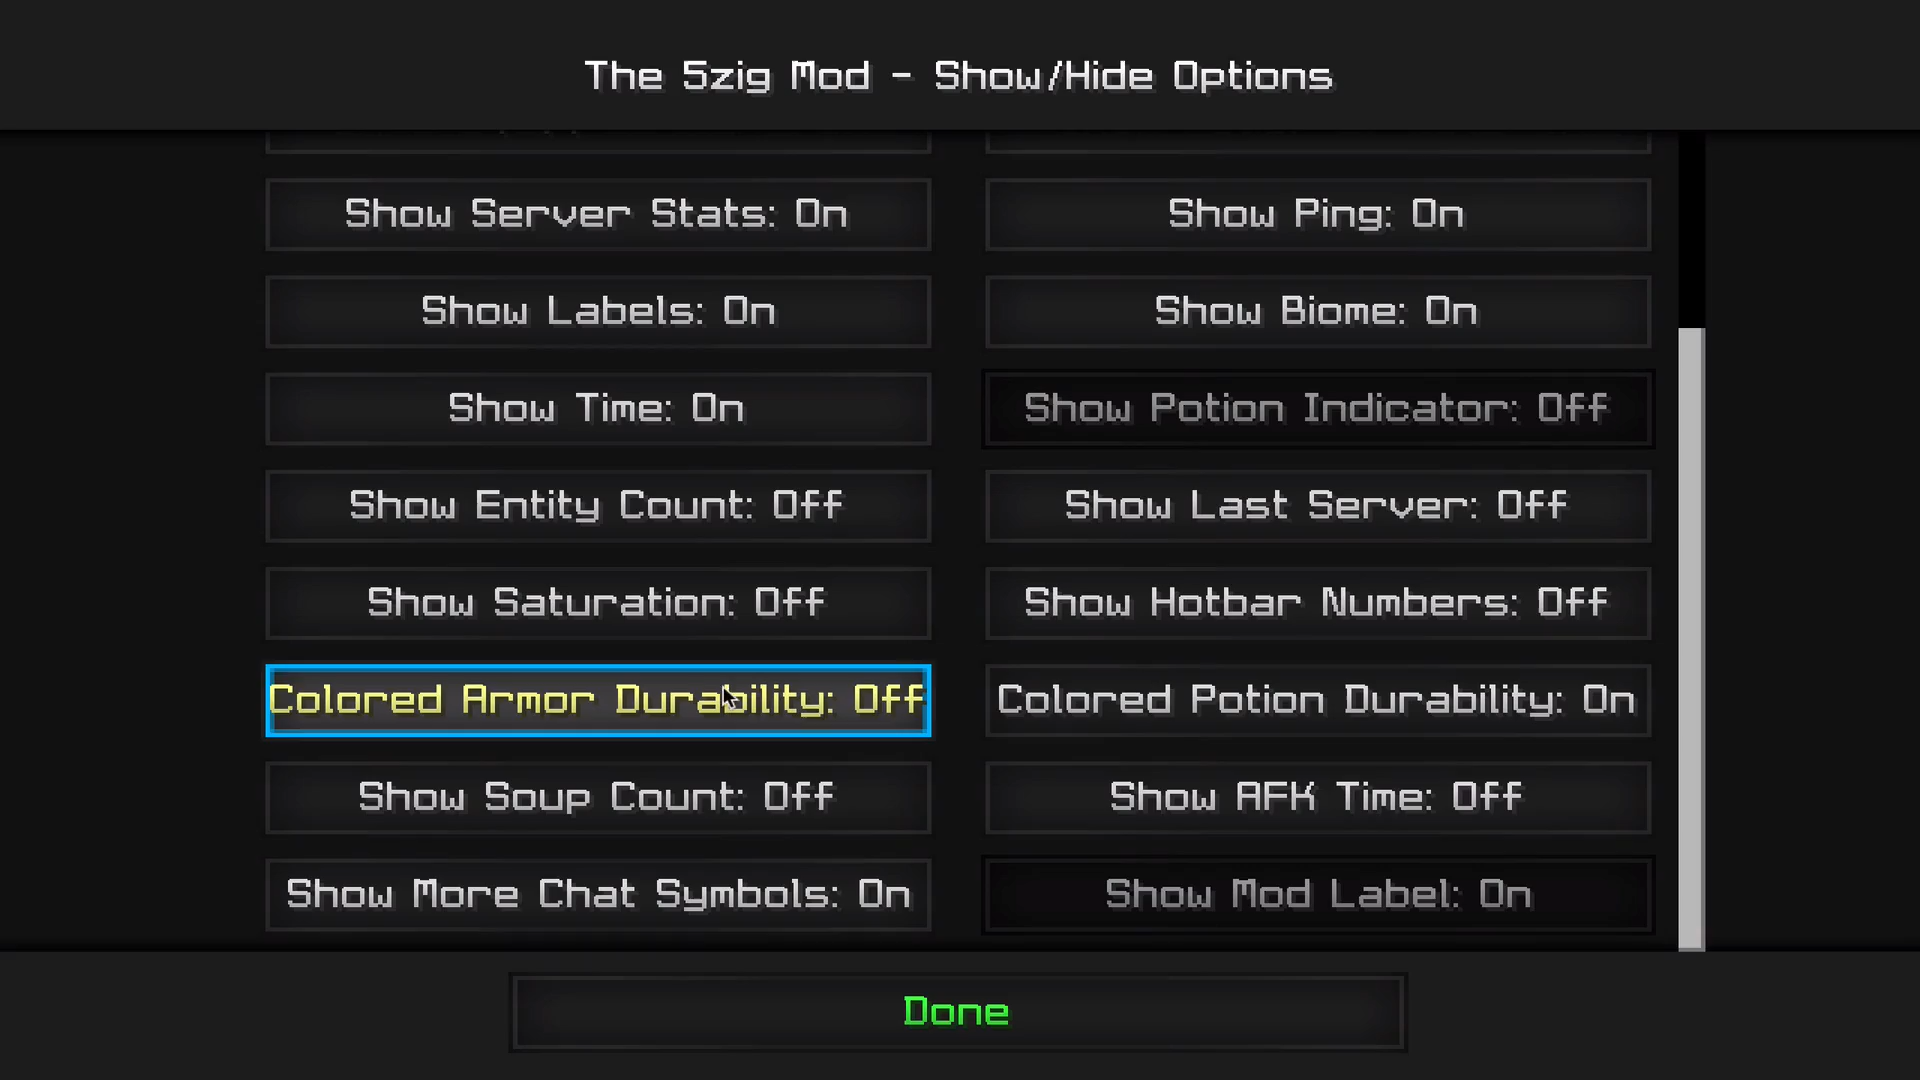 The 5zig Mod - Show/Hide Options
Show Server Stats: On
Show Ping: On
Show Labels: On
Show Biome: On
Show Time: On
Show Potion Indicator: Off
Show Entity Count: Off
Show Last Server: Off
Show Saturation: Off
Show Hotbar Numbers: Off
Colored Armor Durability: Off
Colored Potion Durability: On
Show Soup Count: Off
Show AFK Time: Off
Show More Chat Symbols: On
Show Mod Label: On
Done